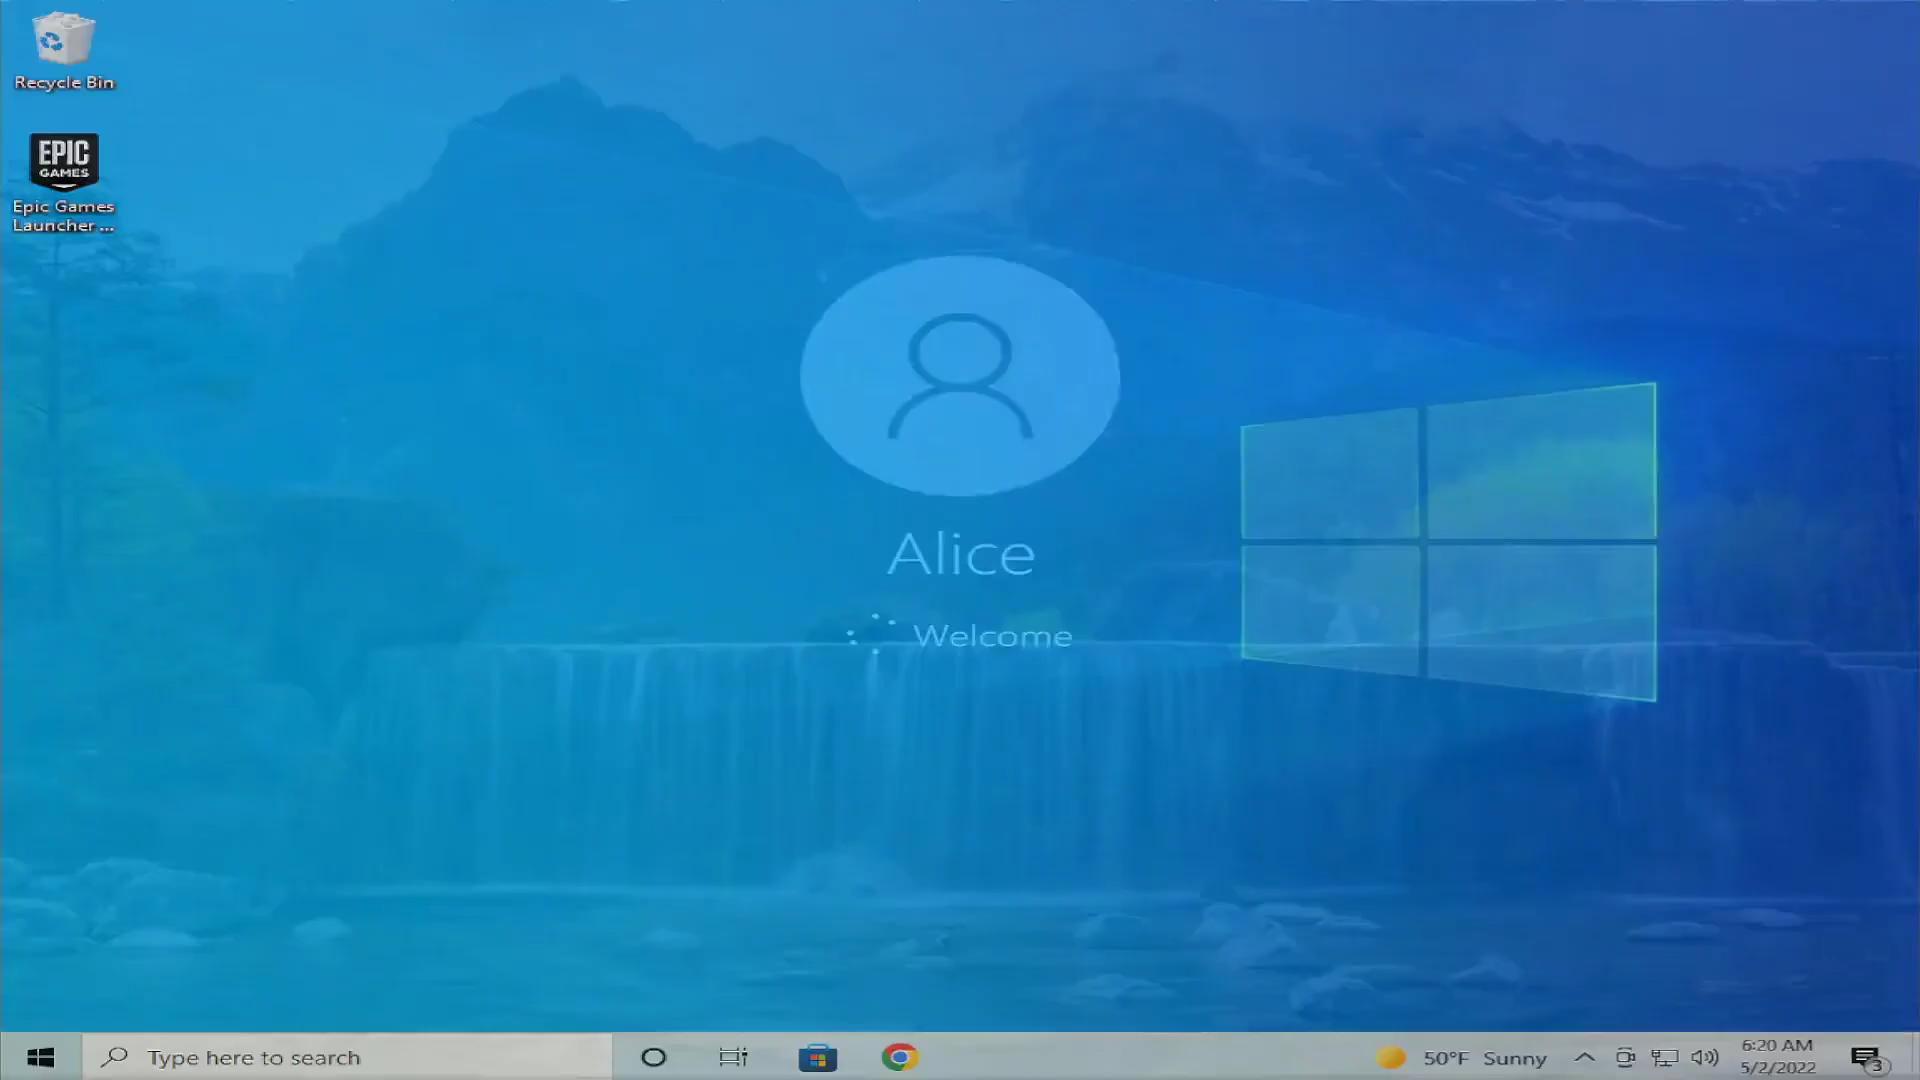 Recycle Bin
EPIC
GAMES
Epic Games
Launcher ...
Alice
Welcome
Type here to search
50°F Sunny
6:20 AM
5/2/2022
3